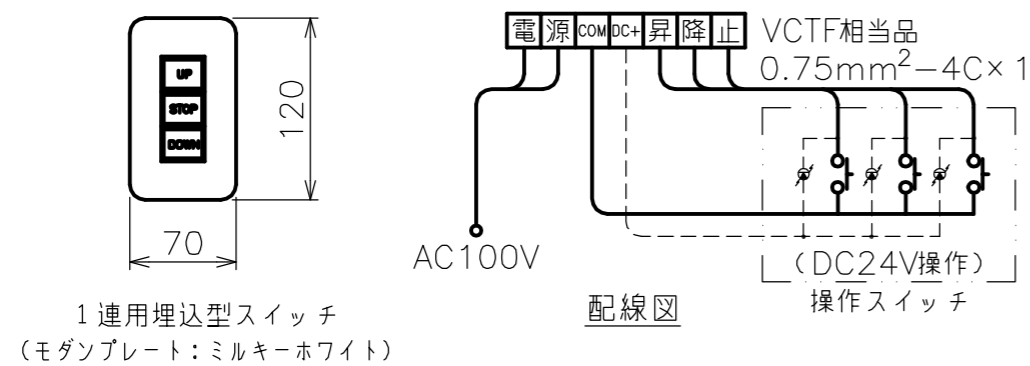 UP
STOP
DOWN
120
70
1連用埋込型スイッチ
(モダンプレート:ミルキーホワイト)
電 源 COM DC+ 昇 降 止
VCTF相当品
0.75mm²-4C×1
AC100V
(DC24V操作)
操作スイッチ
配線図